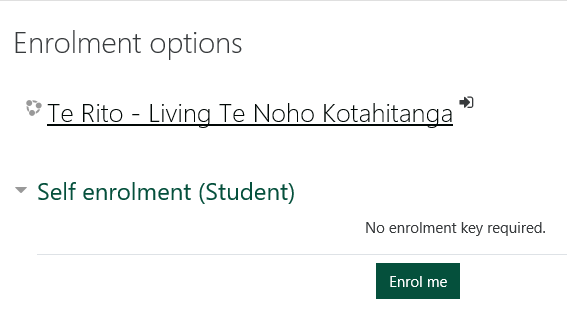 Enrolment options
Te Rito - Living Te Noho Kotahitanga
Self enrolment (Student)
No enrolment key required.
Enrol me